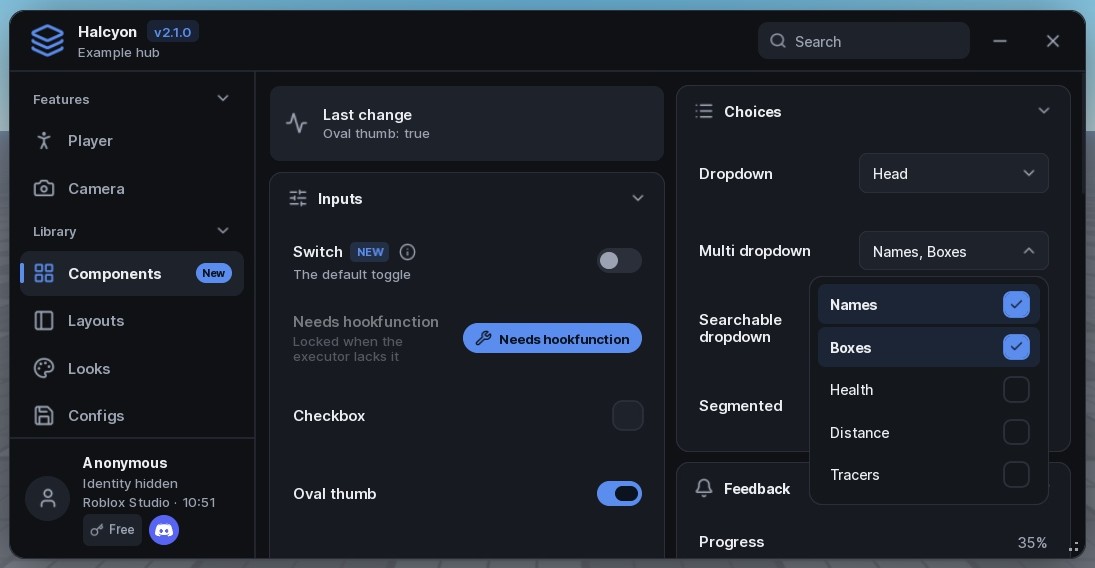 Halcyon v2.1.0
Example hub
Search
Features
Player
Camera
Library
Components New
Layouts
Looks
Configs
Anonymous
Identity hidden
Roblox Studio · 10:51
Free
Last change
Oval thumb: true
Inputs
Switch NEW
The default toggle
Needs hookfunction
Locked when the
executor lacks it
Needs hookfunction
Checkbox
Oval thumb
Choices
Dropdown
Head
Multi dropdown
Names, Boxes
Searchable
dropdown
Segmented
Names
Boxes
Health
Distance
Tracers
Feedback
Progress
35%